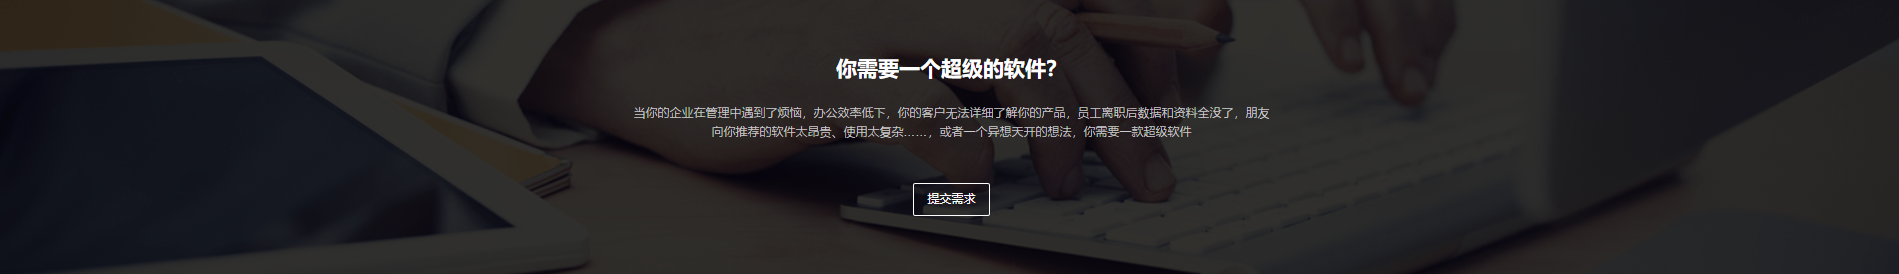 你需要一个超级的软件？
当你的企业在管理中遇到了烦恼，办公效率低下，你的客户无法详细了解你的产品，员工离职后数据和资料全没了，朋友
向你推荐的软件太昂贵、使用太复杂……，或者一个异想天开的想法，你需要一款超级软件
提交需求